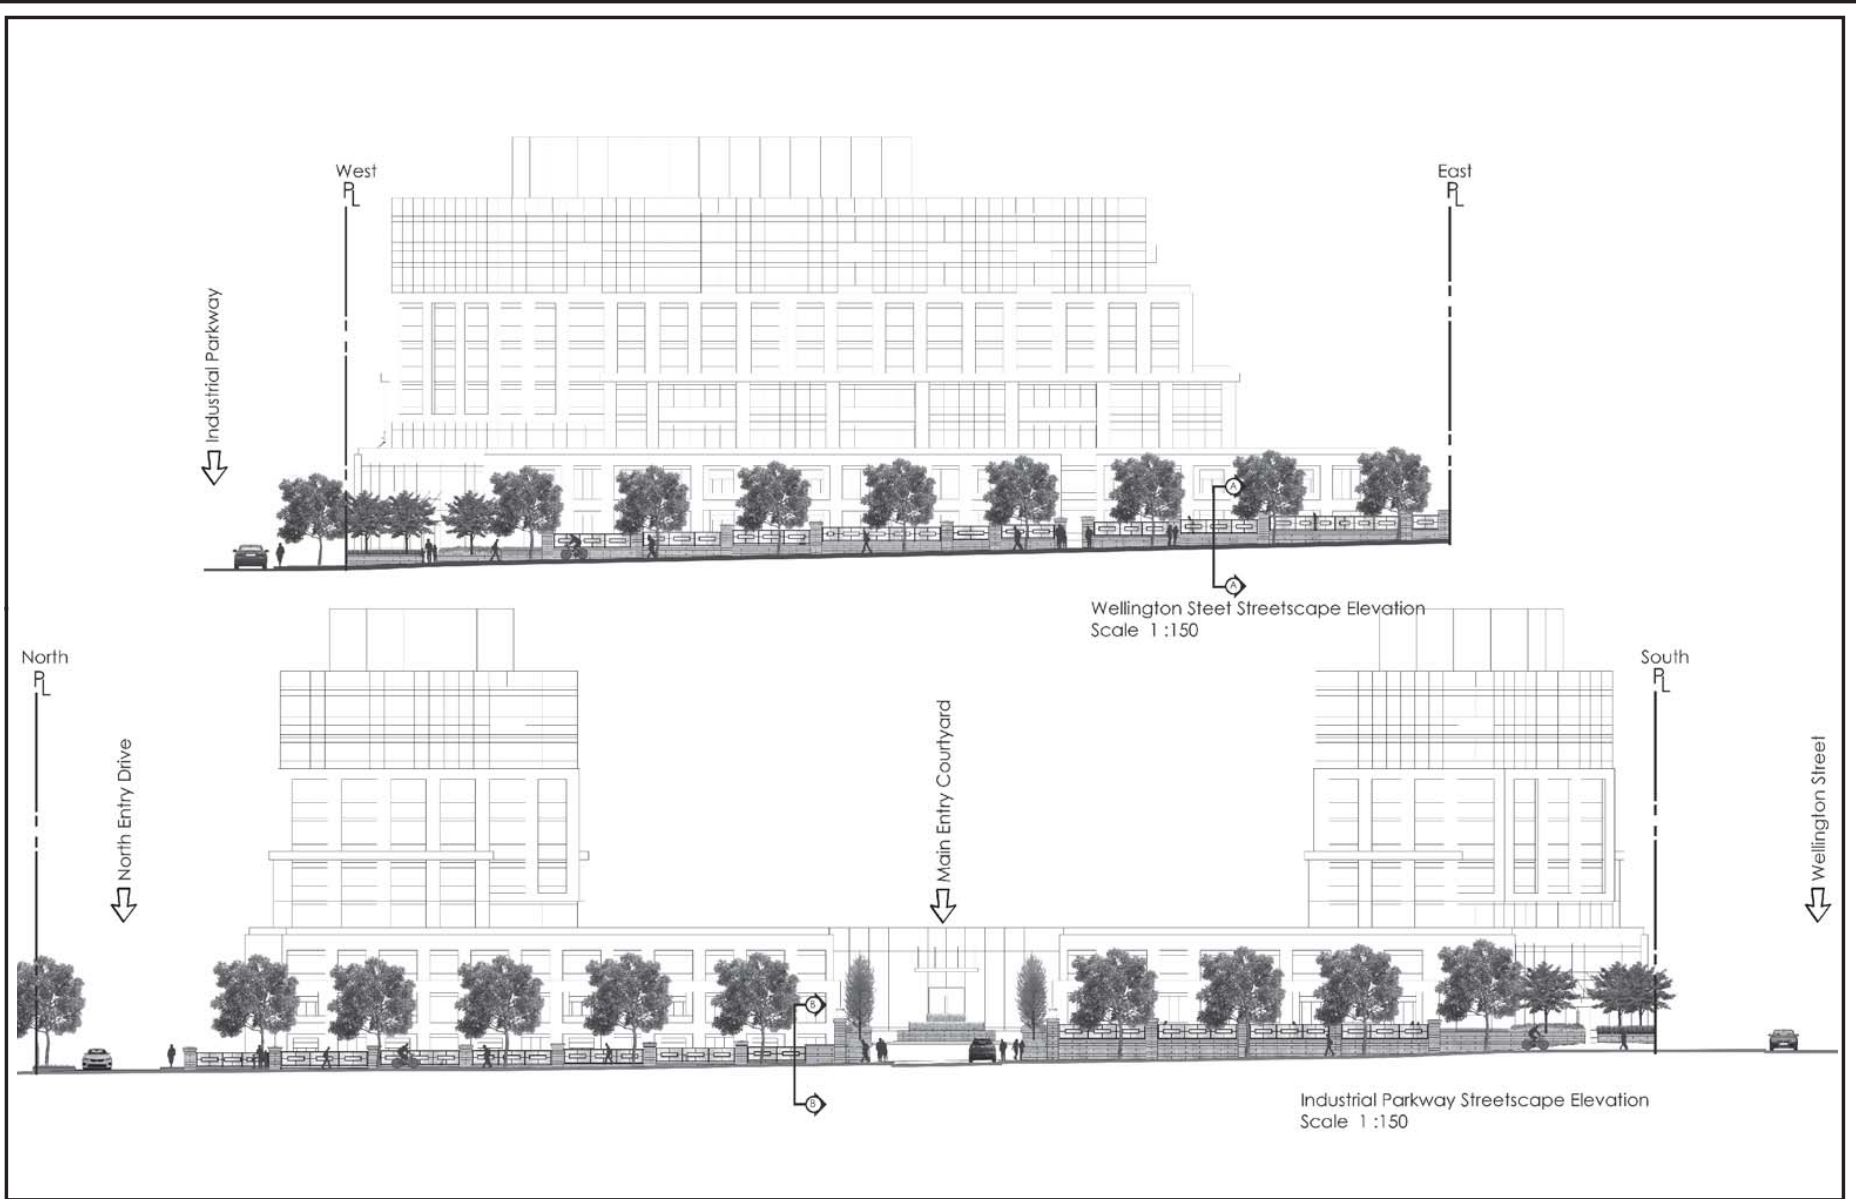 West
PL
East
PL
Industrial Parkway
A
A
Wellington Steet Streetscape Elevation
Scale 1 :150
North
PL
South
PL
North Entry Drive
Main Entry Courtyard
Wellington Street
B
B
Industrial Parkway Streetscape Elevation
Scale 1 :150